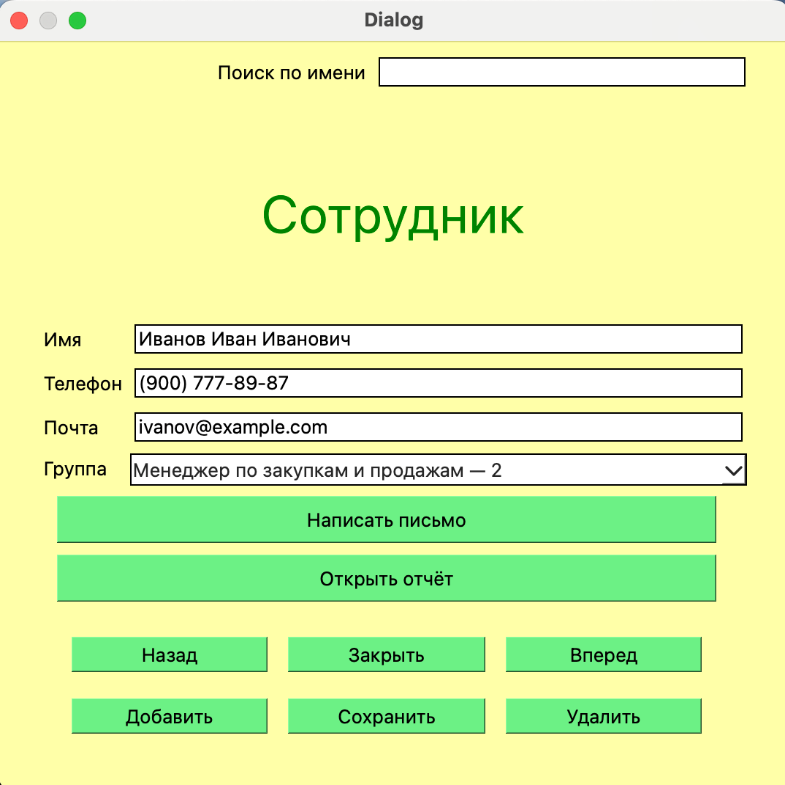 Dialog
Поиск по имени
Сотрудник
Имя Иванов Иван Иванович
Телефон (900) 777-89-87
Почта ivanov@example.com
Группа Менеджер по закупкам и продажам — 2
Написать письмо
Открыть отчёт
Назад Закрыть Вперед
Добавить Сохранить Удалить